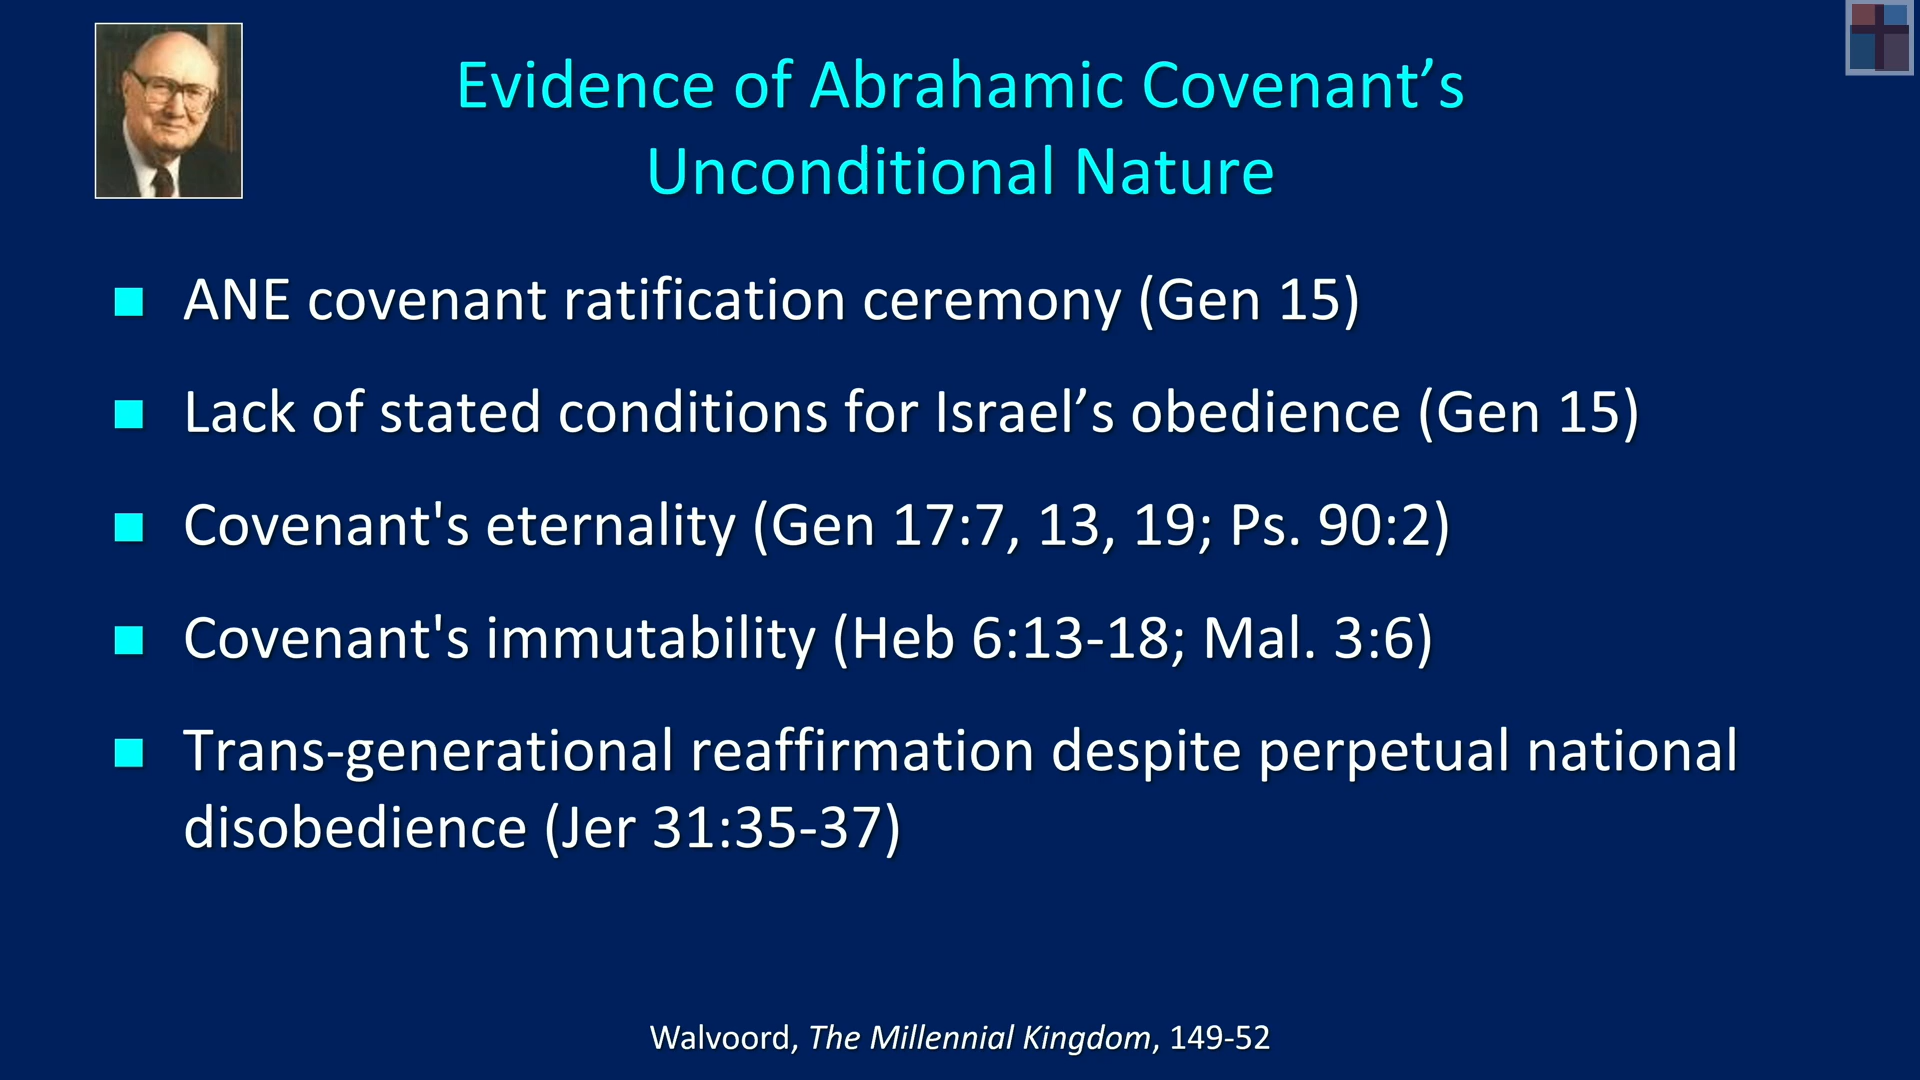 Evidence of Abrahamic Covenant’s
Unconditional Nature
ANE covenant ratification ceremony (Gen 15)
Lack of stated conditions for Israel’s obedience (Gen 15)
Covenant's eternality (Gen 17:7, 13, 19; Ps. 90:2)
Covenant's immutability (Heb 6:13-18; Mal. 3:6)
Trans-generational reaffirmation despite perpetual national
disobedience (Jer 31:35-37)
Walvoord, The Millennial Kingdom, 149-52